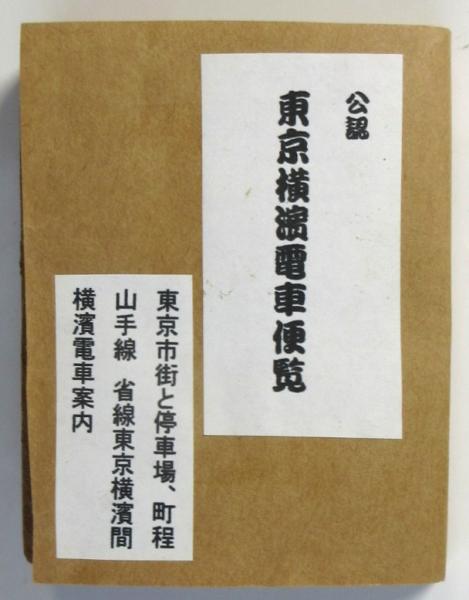 公認
東京横濱電車便覧
東京市街と停車場、町程
山手線 省線東京横濱間
横濱電車案内